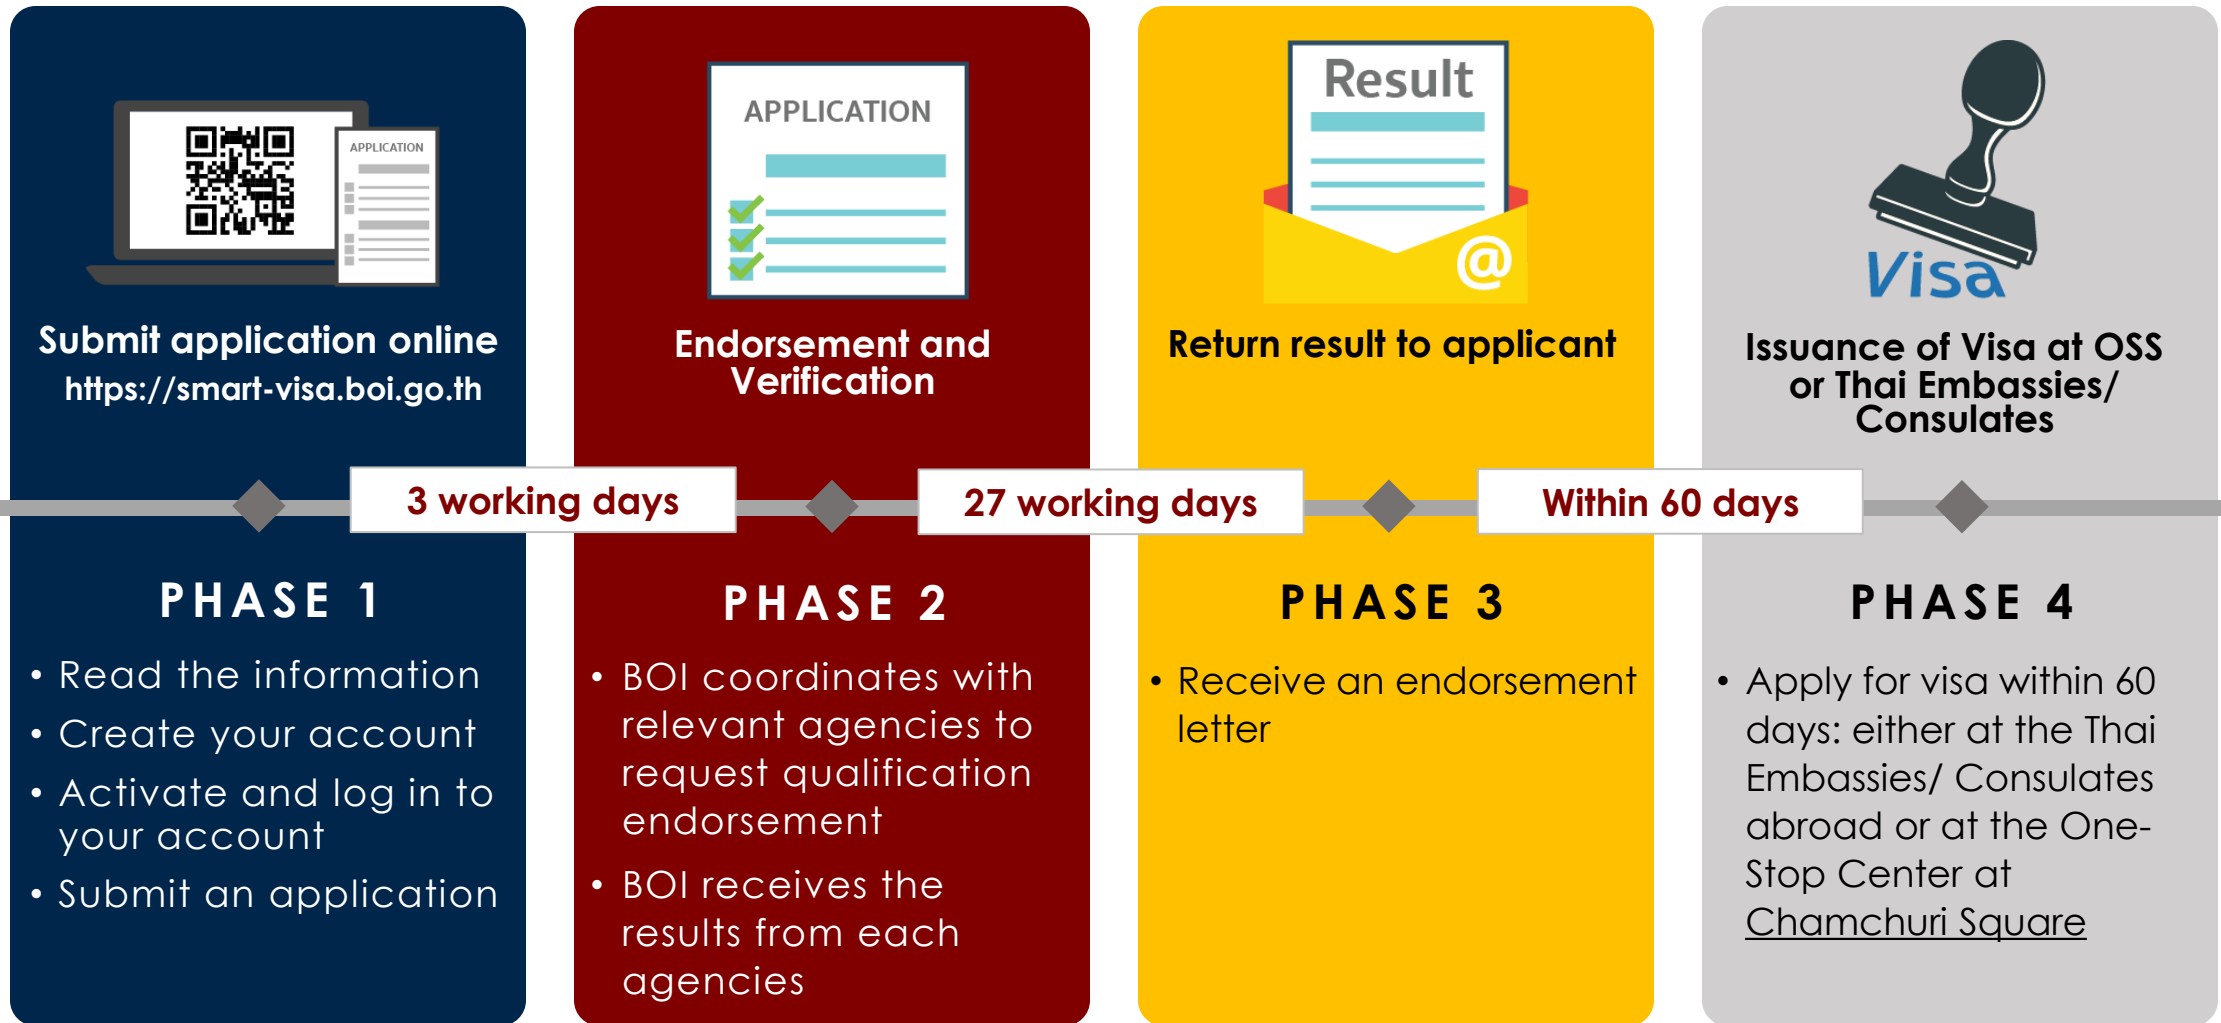 APPLICATION
Submit application online
https://smart-visa.boi.go.th
APPLICATION
Endorsement and
Verification
Result
@
Return result to applicant
Visa
Issuance of Visa at OSS
or Thai Embassies/
Consulates
3 working days
27 working days
Within 60 days
PHASE 1
• Read the information
• Create your account
• Activate and log in to
your account
• Submit an application
PHASE 2
• BOI coordinates with
relevant agencies to
request qualification
endorsement
• BOI receives the
results from each
agencies
PHASE 3
• Receive an endorsement
letter
PHASE 4
• Apply for visa within 60
days: either at the Thai
Embassies/ Consulates
abroad or at the One-
Stop Center at
Chamchuri Square